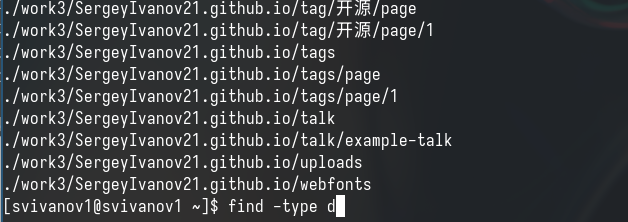 ./work3/SergeyIvanov21.github.io/tag/开源/page
./work3/SergeyIvanov21.github.io/tag/开源/page/1
./work3/SergeyIvanov21.github.io/tags
./work3/SergeyIvanov21.github.io/tags/page
./work3/SergeyIvanov21.github.io/tags/page/1
./work3/SergeyIvanov21.github.io/talk
./work3/SergeyIvanov21.github.io/talk/example-talk
./work3/SergeyIvanov21.github.io/uploads
./work3/SergeyIvanov21.github.io/webfonts
[svivanov1@svivanov1 ~]$ find -type d